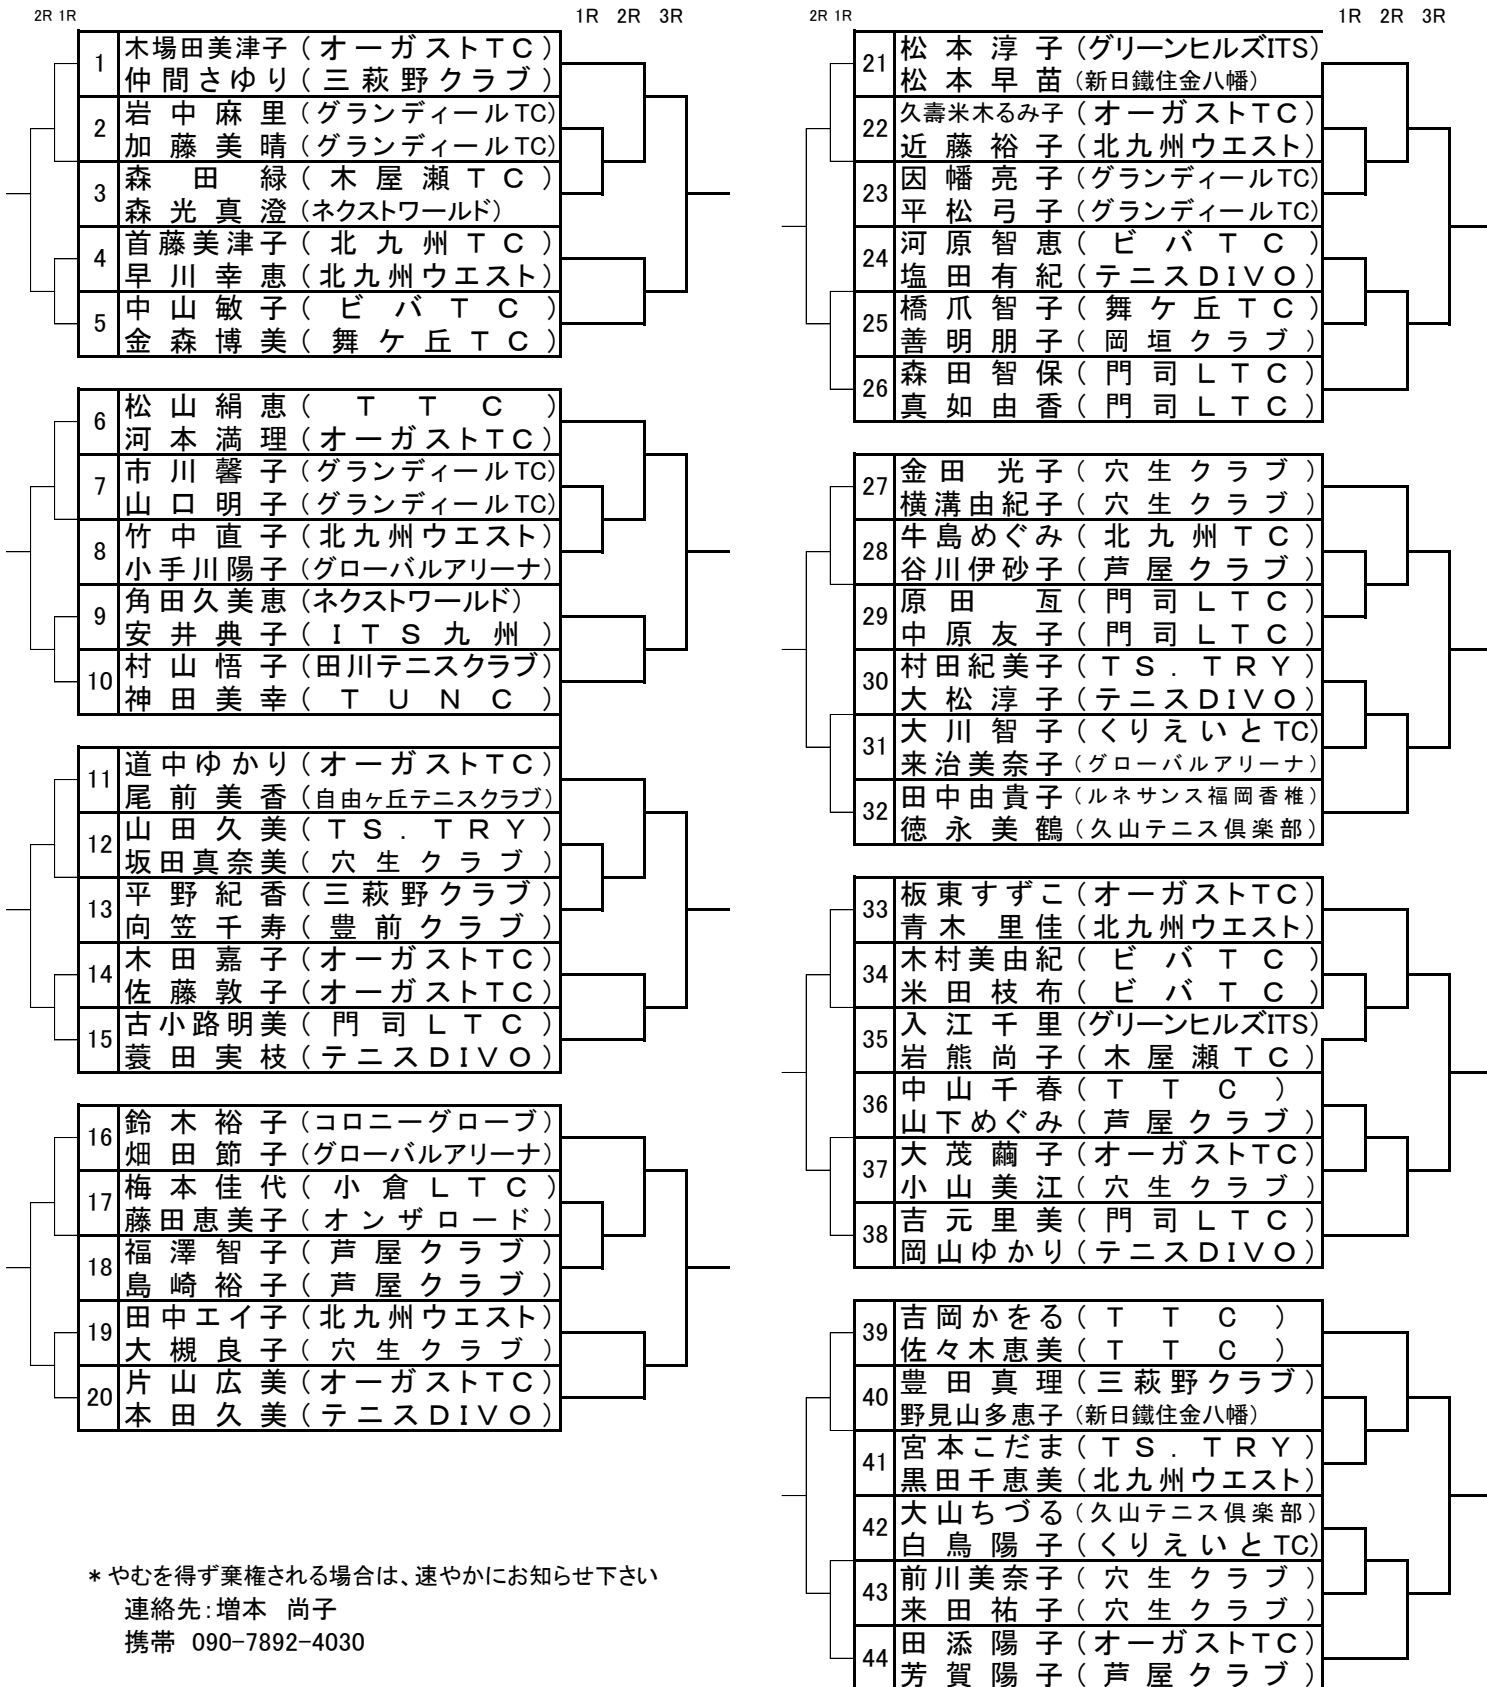 2R 1R
1R 2R 3R
1
木場田美津子（オーガストTC）
仲間さゆり（三萩野クラブ）
2
岩中麻里（グランディールTC）
加藤美晴（グランディールTC）
3
森田緑（木屋瀬TC）
森光真澄（ネクストワールド）
4
首藤美津子（北九州TC）
早川幸恵（北九州ウエスト）
5
中山敏子（ビバTC）
金森博美（舞ケ丘TC）
6
松山絹恵（TTC）
河本満理（オーガストTC）
7
市川馨子（グランディールTC）
山口明子（グランディールTC）
8
竹中直子（北九州ウエスト）
小手川陽子（グローバルアリーナ）
9
角田久美恵（ネクストワールド）
安井典子（ITS九州）
10
村山悟子（田川テニスクラブ）
神田美幸（TUNC）
11
道中ゆかり（オーガストTC）
尾前美香（自由ヶ丘テニスクラブ）
12
山田久美（TS．TRY）
坂田真奈美（穴生クラブ）
13
平野紀香（三萩野クラブ）
向笠千寿（豊前クラブ）
14
木田嘉子（オーガストTC）
佐藤敦子（オーガストTC）
15
古小路明美（門司LTC）
蓑田実枝（テニスDIVO）
16
鈴木裕子（コロニーグローブ）
畑田節子（グローバルアリーナ）
17
梅本佳代（小倉LTC）
藤田恵美子（オンザロード）
18
福澤智子（芦屋クラブ）
島崎裕子（芦屋クラブ）
19
田中エイ子（北九州ウエスト）
大槻良子（穴生クラブ）
20
片山広美（オーガストTC）
本田久美（テニスDIVO）
＊やむを得ず棄権される場合は、速やかにお知らせ下さい
連絡先：増本　尚子
携帯 090-7892-4030
2R 1R
1R 2R 3R
21
松本淳子（グリーンヒルズITS）
松本早苗（新日鐵住金八幡）
22
久壽米木るみ子（オーガストTC）
近藤裕子（北九州ウエスト）
23
因幡亮子（グランディールTC）
平松弓子（グランディールTC）
24
河原智恵（ビバTC）
塩田有紀（テニスDIVO）
25
橋爪智子（舞ケ丘TC）
善明朋子（岡垣クラブ）
26
森田智保（門司LTC）
真如由香（門司LTC）
27
金田光子（穴生クラブ）
横溝由紀子（穴生クラブ）
28
牛島めぐみ（北九州TC）
谷川伊砂子（芦屋クラブ）
29
原田亙（門司LTC）
中原友子（門司LTC）
30
村田紀美子（TS．TRY）
大松淳子（テニスDIVO）
31
大川智子（くりえいとTC）
来治美奈子（グローバルアリーナ）
32
田中由貴子（ルネサンス福岡香椎）
徳永美鶴（久山テニス倶楽部）
33
板東すずこ（オーガストTC）
青木里佳（北九州ウエスト）
34
木村美由紀（ビバTC）
米田枝布（ビバTC）
35
入江千里（グリーンヒルズITS）
岩熊尚子（木屋瀬TC）
36
中山千春（TTC）
山下めぐみ（芦屋クラブ）
37
大茂繭子（オーガストTC）
小山美江（穴生クラブ）
38
吉元里美（門司LTC）
岡山ゆかり（テニスDIVO）
39
吉岡かをる（TTC）
佐々木恵美（TTC）
40
豊田真理（三萩野クラブ）
野見山多恵子（新日鐵住金八幡）
41
宮本こだま（TS．TRY）
黒田千恵美（北九州ウエスト）
42
大山ちづる（久山テニス倶楽部）
白鳥陽子（くりえいとTC）
43
前川美奈子（穴生クラブ）
来田祐子（穴生クラブ）
44
田添陽子（オーガストTC）
芳賀陽子（芦屋クラブ）